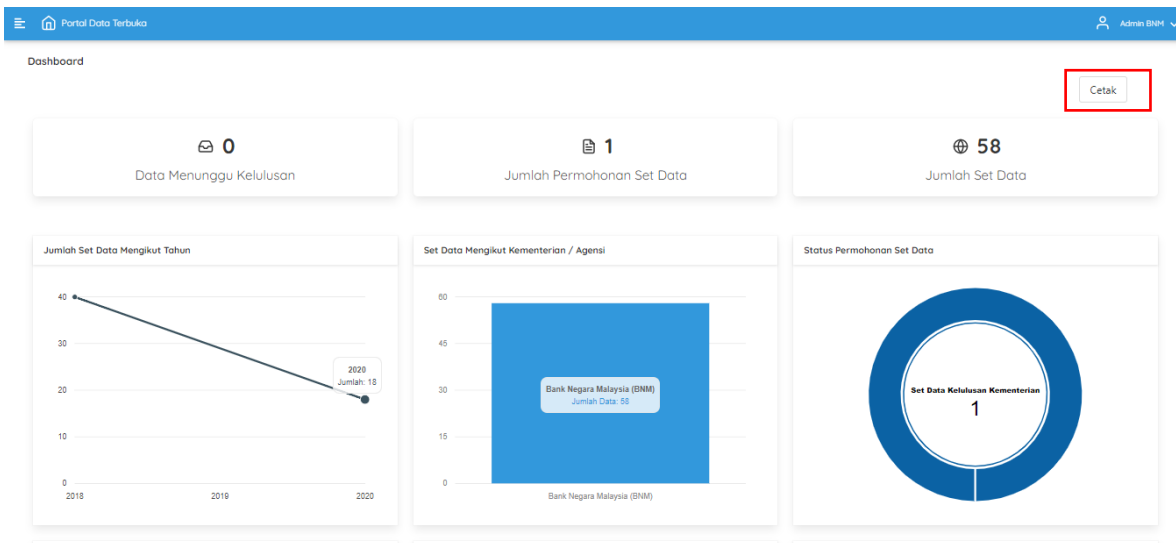 Portal Data Terbuka
Admin BNM
Dashboard
Cetak
0
Data Menunggu Kelulusan
1
Jumlah Permohonan Set Data
58
Jumlah Set Data
Jumlah Set Data Mengikut Tahun
40
30
20
10
0
2018
2019
2020
2020
Jumlah: 18
Set Data Mengikut Kementerian / Agensi
60
45
30
15
0
Bank Negara Malaysia (BNM)
Jumlah Data: 58
Bank Negara Malaysia (BNM)
Status Permohonan Set Data
Set Data Kelulusan Kementerian
1